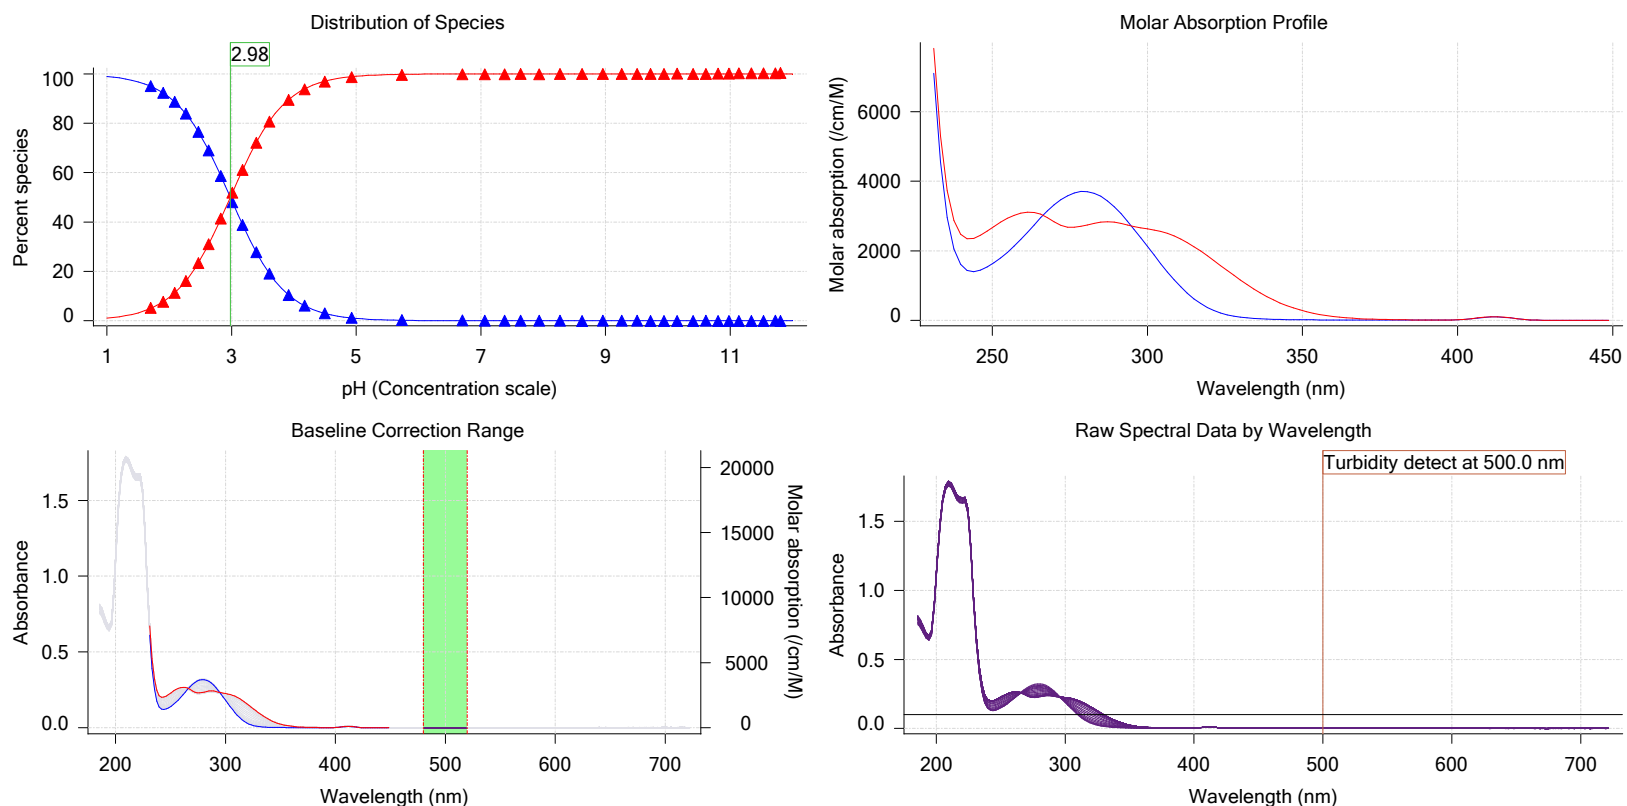 Distribution of Species
2.98
100
80
60
40
20
0
Percent species
1 3 5 7 9 11
pH (Concentration scale)
Molar Absorption Profile
6000
4000
2000
0
Molar absorption (/cm/M)
250 300 350 400 450
Wavelength (nm)
Baseline Correction Range
1.5
1.0
0.5
0.0
Absorbance
20000
15000
10000
5000
0
Molar absorption (/cm/M)
200 300 400 500 600 700
Wavelength (nm)
Raw Spectral Data by Wavelength
Turbidity detect at 500.0 nm
1.5
1.0
0.5
0.0
Absorbance
200 300 400 500 600 700
Wavelength (nm)